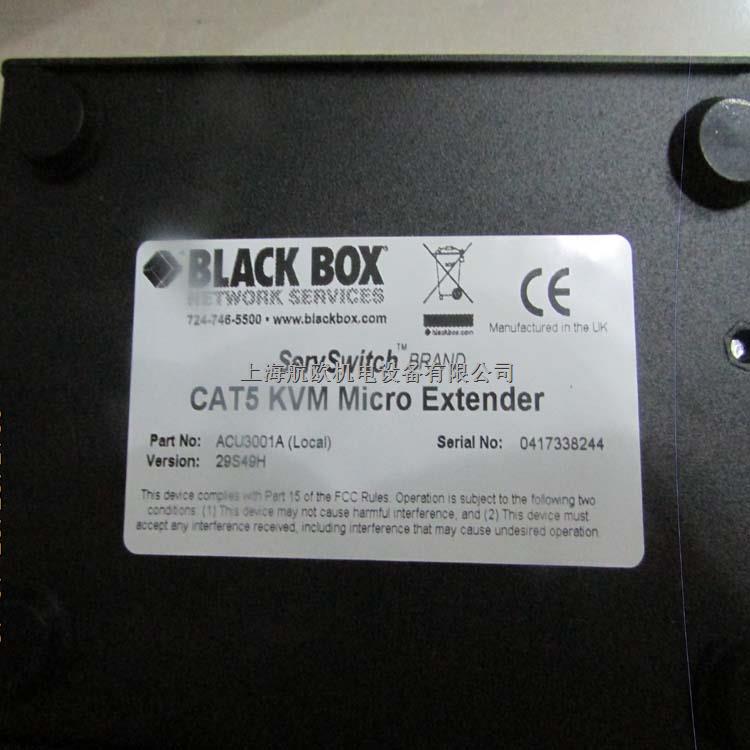 BLACK BOX
NETWORK SERVICES
724-746-5500 • www.blackbox.com
blackbox.com
CE
Manufactured in the UK
ServSwitch™ BRAND
上海航欧机电设备有限公司
CAT5 KVM Micro Extender
Part No: ACU3001A (Local) Serial No: 0417338244
Version: 29S49H
This device complies with Part 15 of the FCC Rules. Operation is subject to the following two
conditions: (1) This device may not cause harmful interference, and (2) This device must
accept any interference received, including interference that may cause undesired operation